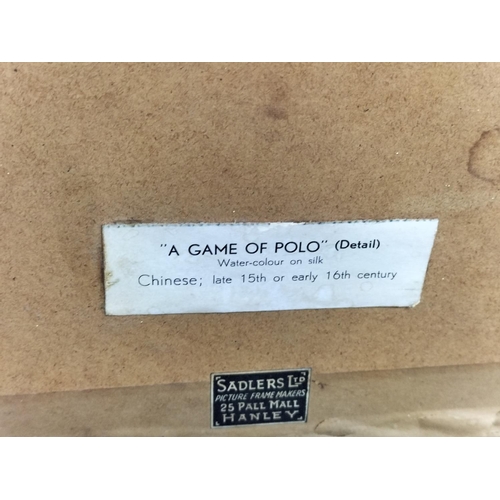 "A GAME OF POLO" (Detail)
Water-colour on silk
Chinese; late 15th or early 16th century
SADLERS LTD
PICTURE FRAME MAKERS
25 PALL MALL
HANLEY